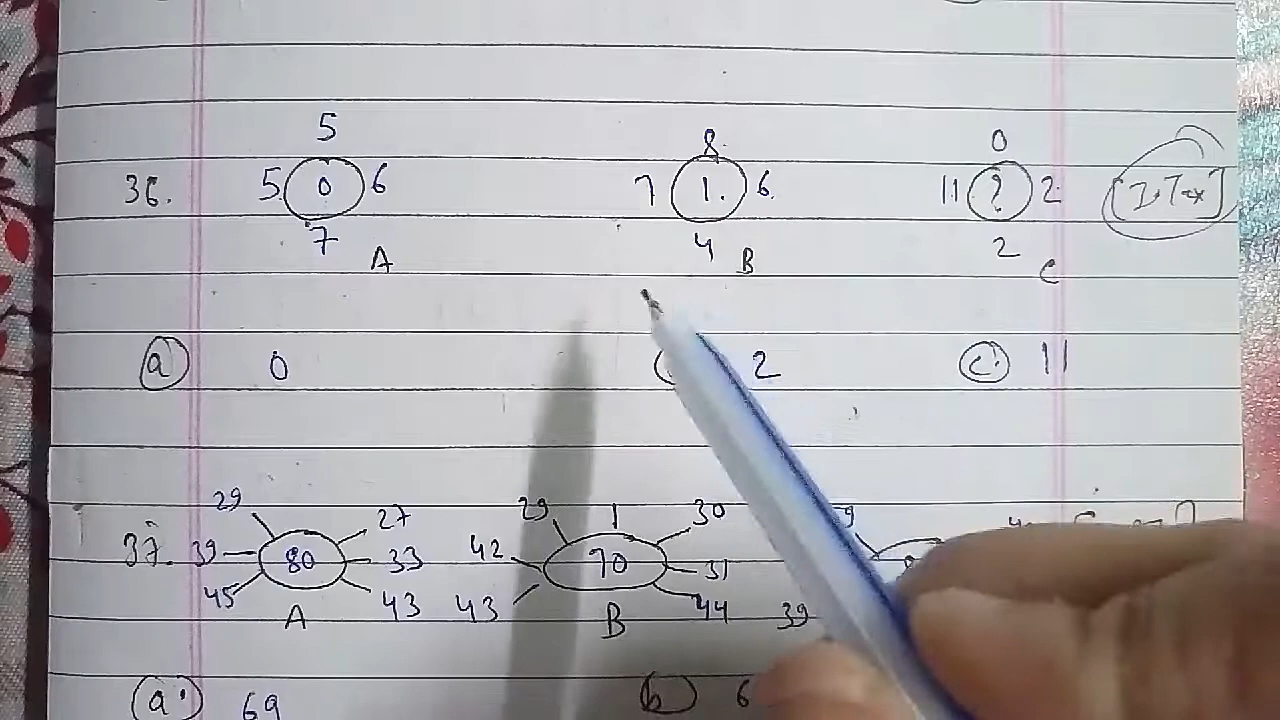 5 8 0
36. 5 0 6 7 1. 6. 11 ? 2 [I. Tax]
7 A 4 B 2 C
(a) 0 2 (c) 11
29 27 29 1 30
37. 39 80 33 42 70 31
45 43 43 44 39
A B
(a) 69 (b) 6